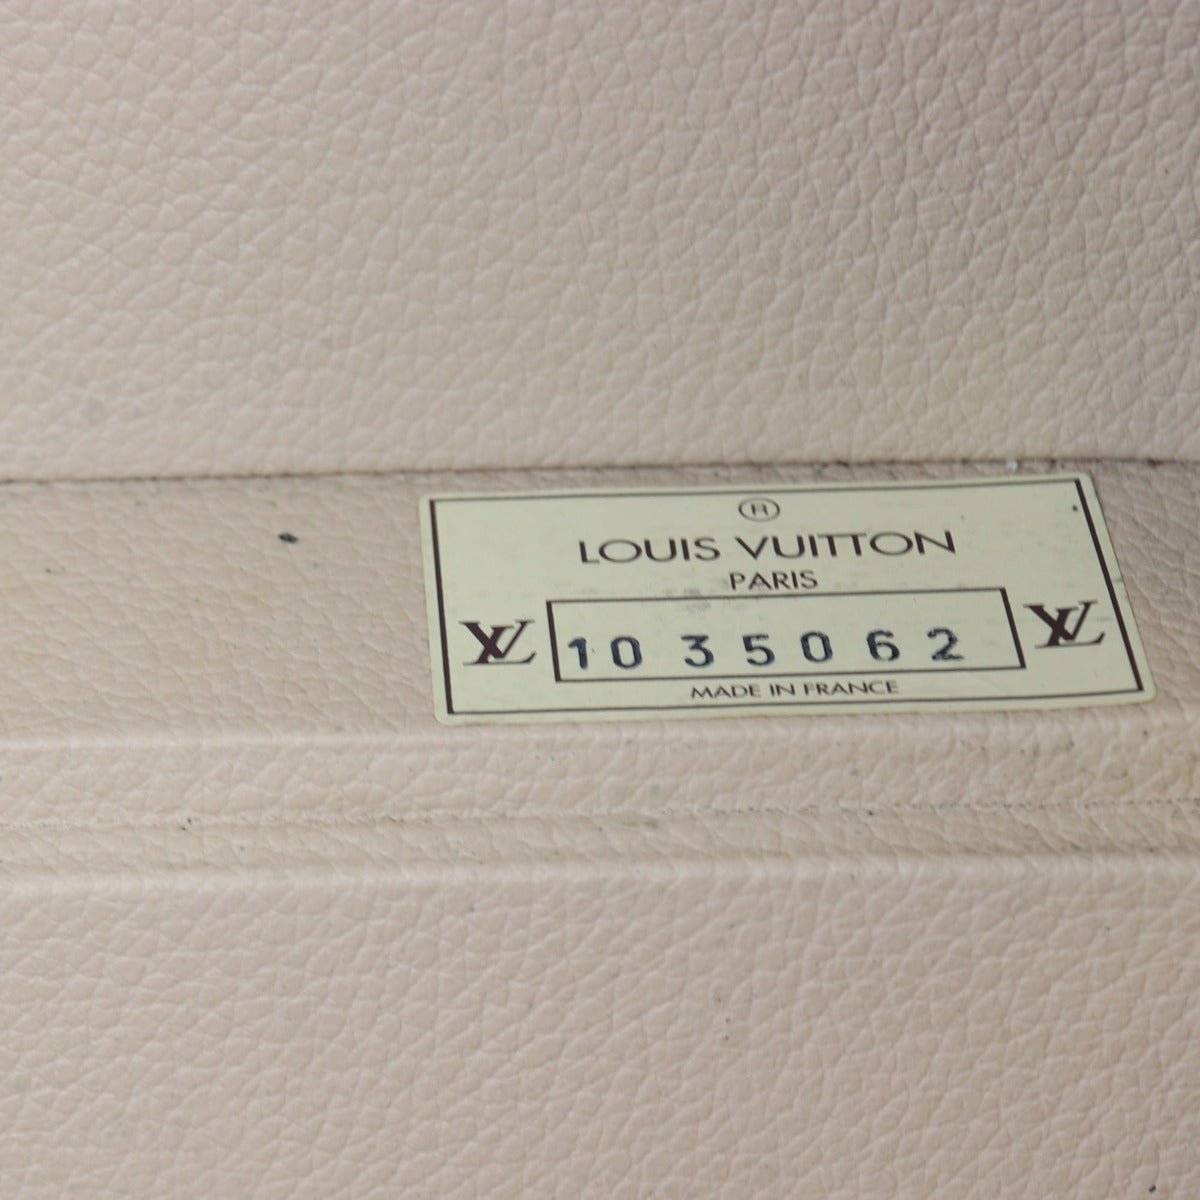 ®
LOUIS VUITTON
PARIS
LV 1035062 LV
MADE IN FRANCE